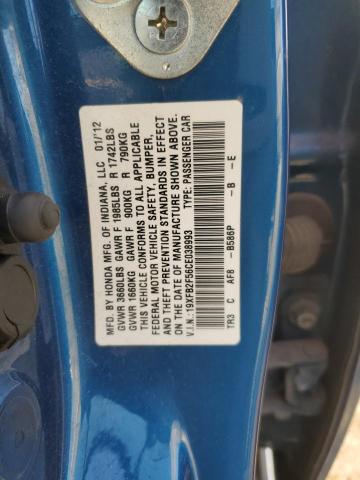 MFD. BY HONDA MFG. OF INDIANA, LLC 01/12
GVWR 3660LBS GAWR F 1985LBS R 1742LBS
GVWR 1660KG GAWR F 900KG R 790KG
THIS VEHICLE CONFORMS TO ALL APPLICABLE
FEDERAL MOTOR VEHICLE SAFETY, BUMPER,
AND THEFT PREVENTION STANDARDS IN EFFECT
ON THE DATE OF MANUFACTURE SHOWN ABOVE.
V.I.N.:19XFB2F56CE038993 TYPE: PASSENGER CAR
TR3 C AF8 -B586P -B -E